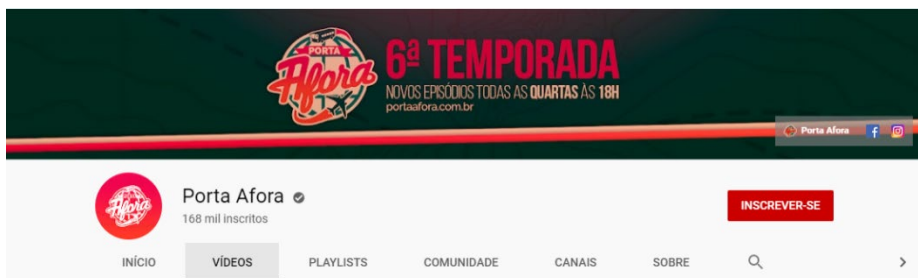 PORTA
Afora
6ª TEMPORADA
NOVOS EPISÓDIOS TODAS AS QUARTAS ÀS 18H
portaafora.com.br
Porta Afora
Afora
Porta Afora
168 mil inscritos
INSCREVER-SE
INÍCIO VÍDEOS PLAYLISTS COMUNIDADE CANAIS SOBRE